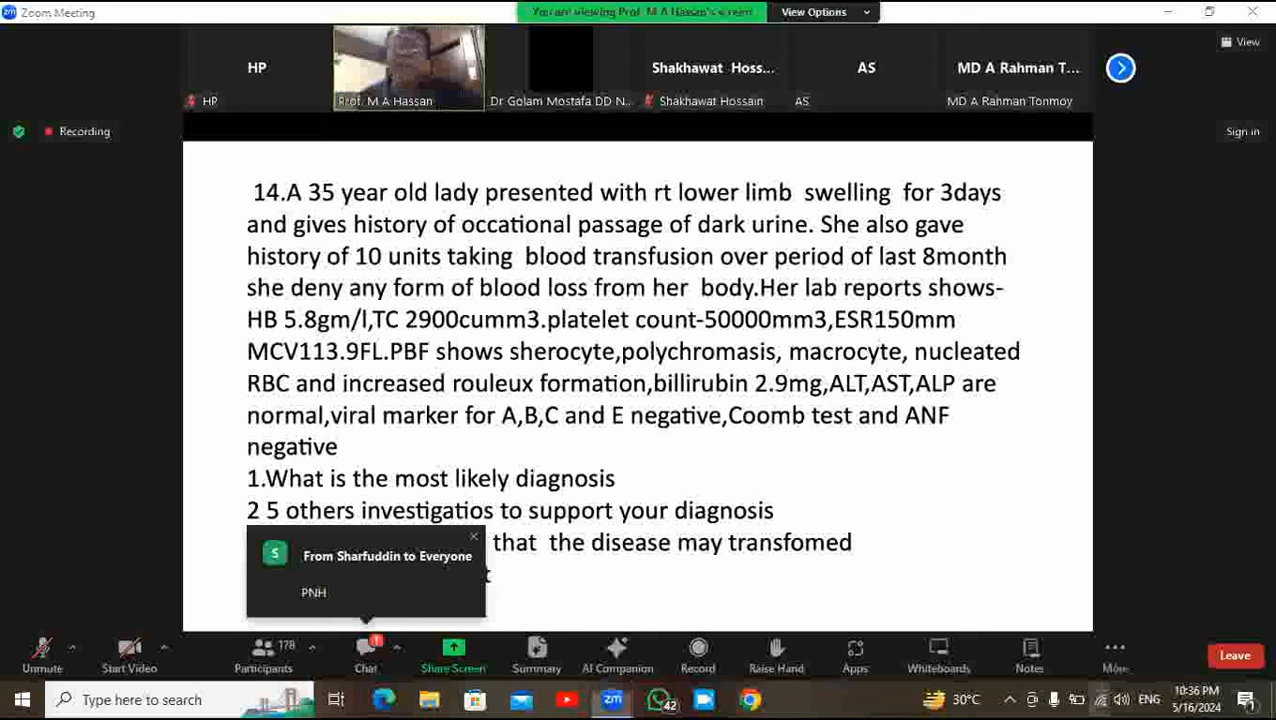 Zoom Meeting
You are viewing Prof. M A Hassan's screen
View Options
View
HP
Shakhawat Hoss...
AS
MD A Rahman T...
HP
Prof. M A Hassan
Dr Golam Mostafa DD N...
Shakhawat Hossain
AS
MD A Rahman Tonmoy
Recording
Sign in
14.A 35 year old lady presented with rt lower limb swelling for 3days
and gives history of occational passage of dark urine. She also gave
history of 10 units taking blood transfusion over period of last 8month
she deny any form of blood loss from her body.Her lab reports shows-
HB 5.8gm/l,TC 2900cumm3.platelet count-50000mm3,ESR150mm
MCV113.9FL.PBF shows sherocyte,polychromasis, macrocyte, nucleated
RBC and increased rouleux formation,billirubin 2.9mg,ALT,AST,ALP are
normal,viral marker for A,B,C and E negative,Coomb test and ANF
negative
1.What is the most likely diagnosis
2 5 others investigatios to support your diagnosis
that the disease may transfomed
S
From Sharfuddin to Everyone
PNH
Unmute
Start Video
178
Participants
1
Chat
Share Screen
Summary
AI Companion
Record
Raise Hand
Apps
Whiteboards
Notes
More
Leave
Type here to search
zm
42
30°C
ENG
10:36 PM
5/16/2024
1